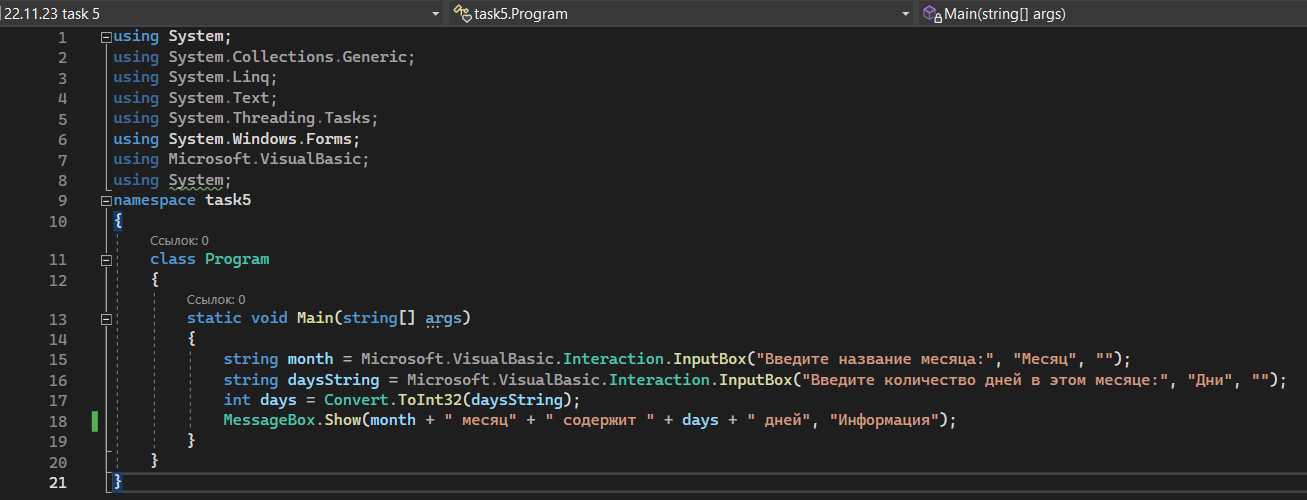 22.11.23 task 5 task5.Program Main(string[] args)
1 using System;
2 using System.Collections.Generic;
3 using System.Linq;
4 using System.Text;
5 using System.Threading.Tasks;
6 using System.Windows.Forms;
7 using Microsoft.VisualBasic;
8 using System;
9 namespace task5
10 {
Ссылок: 0
11 class Program
12 {
Ссылок: 0
13 static void Main(string[] args)
14 {
15 string month = Microsoft.VisualBasic.Interaction.InputBox("Введите название месяца:", "Месяц", "");
16 string daysString = Microsoft.VisualBasic.Interaction.InputBox("Введите количество дней в этом месяце:", "Дни", "");
17 int days = Convert.ToInt32(daysString);
18 MessageBox.Show(month + " месяц" + " содержит " + days + " дней", "Информация");
19 }
20 }
21 }